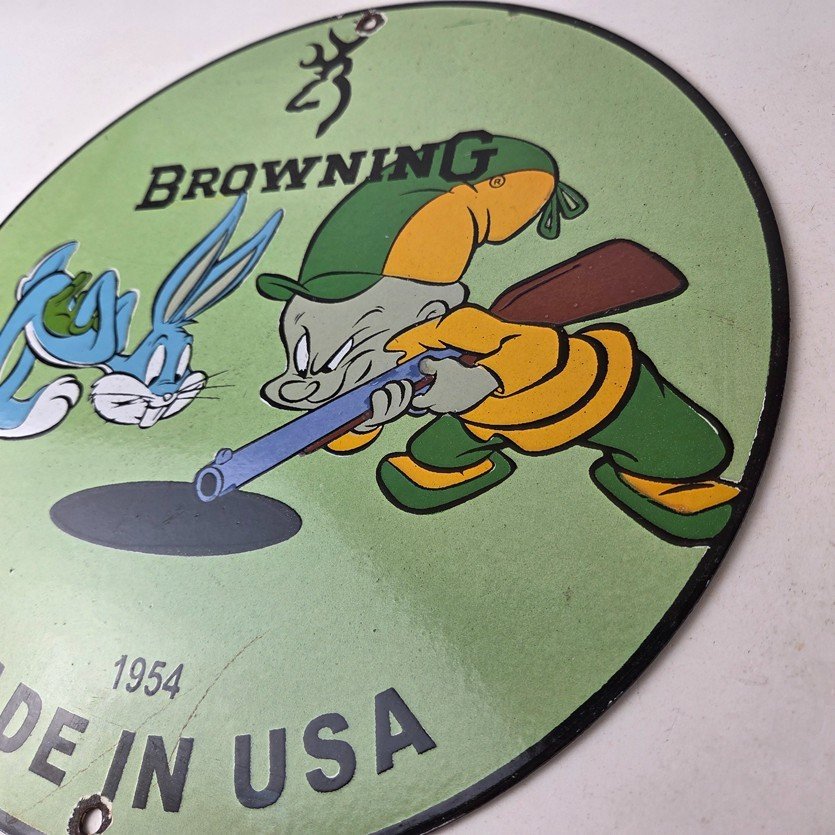 BROWNING ®
1954
DE IN USA